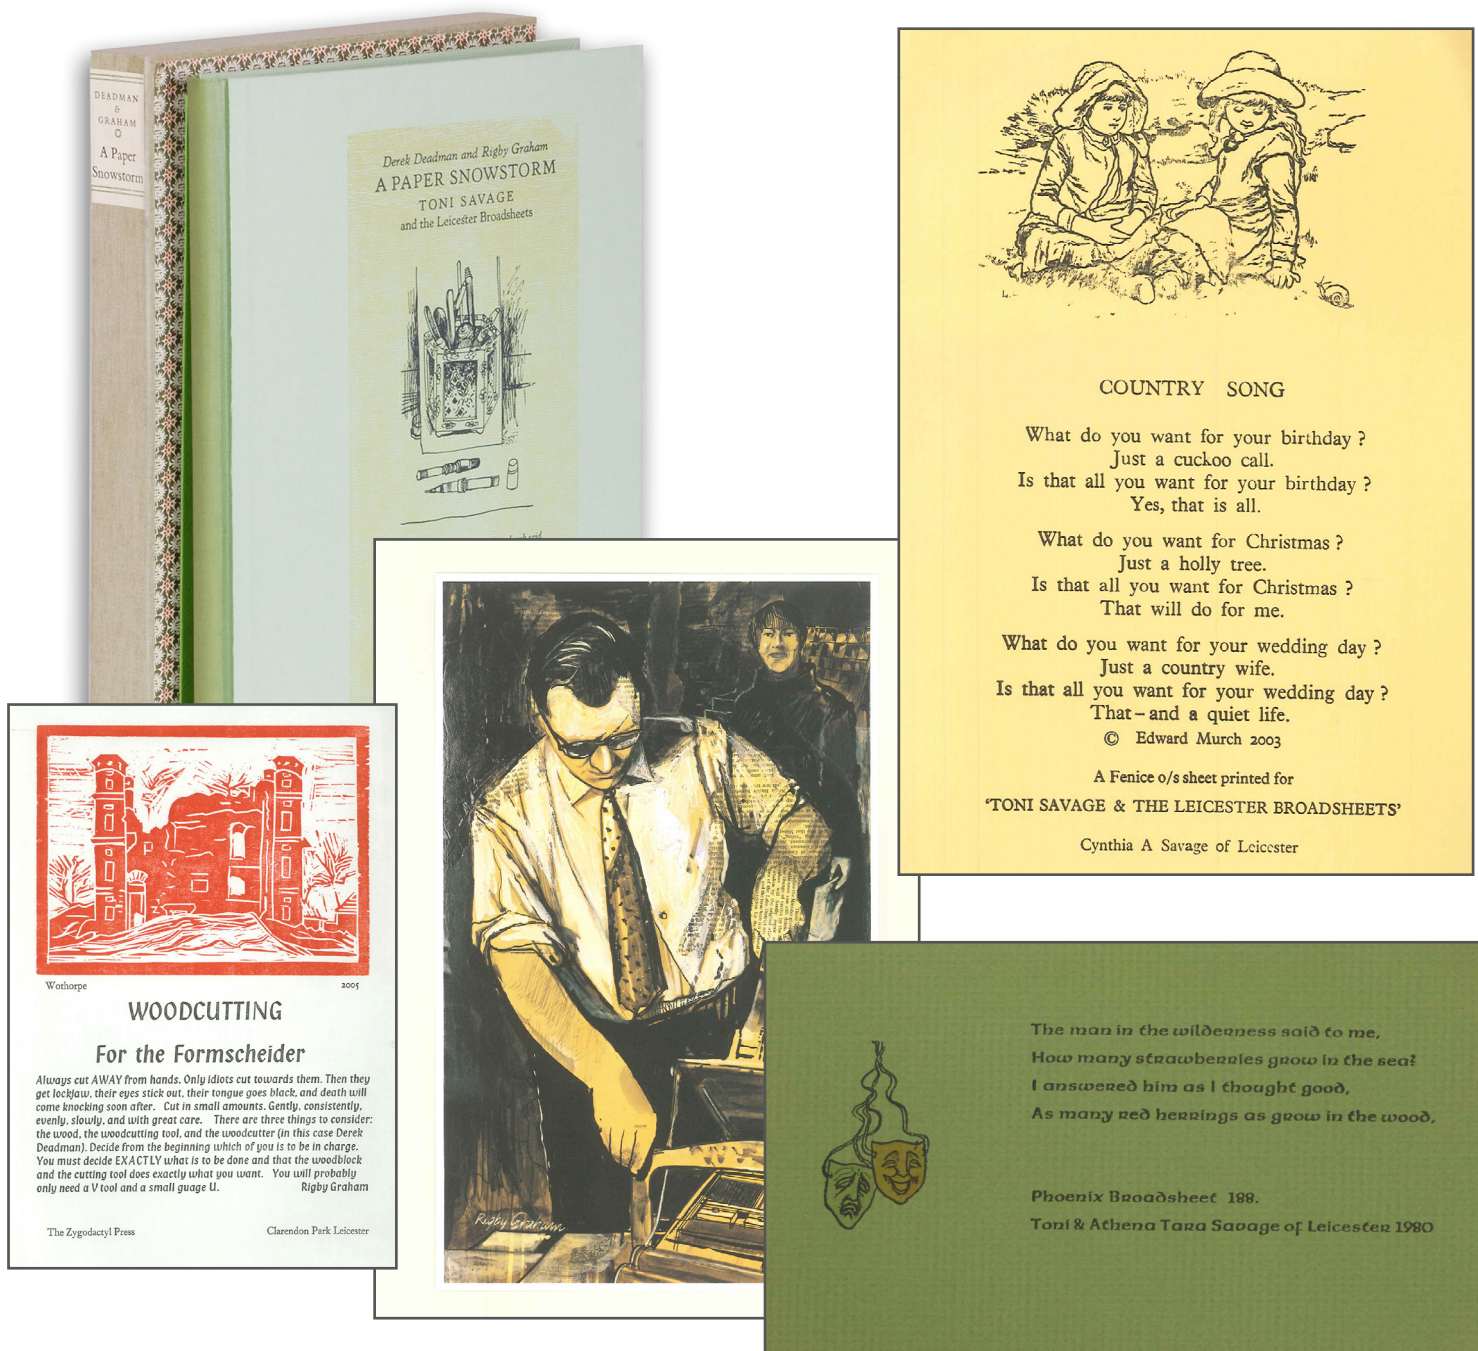 DEADMAN
&
GRAHAM
A Paper
Snowstorm
Derek Deadman and Rigby Graham
A PAPER SNOWSTORM
TONI SAVAGE
and the Leicester Broadsheets
COUNTRY SONG
What do you want for your birthday ?
Just a cuckoo call.
Is that all you want for your birthday ?
Yes, that is all.
What do you want for Christmas ?
Just a holly tree.
Is that all you want for Christmas ?
That will do for me.
What do you want for your wedding day ?
Just a country wife.
Is that all you want for your wedding day ?
That – and a quiet life.
© Edward Murch 2003
A Fenice o/s sheet printed for
‘TONI SAVAGE & THE LEICESTER BROADSHEETS’
Cynthia A Savage of Leicester
Wothorpe 2005
WOODCUTTING
For the Formscheider
Always cut AWAY from hands. Only idiots cut towards them. Then they
get lockjaw, their eyes stick out, their tongue goes black, and death will
come knocking soon after. Cut in small amounts. Gently, consistently,
evenly, slowly, and with great care. There are three things to consider:
the wood, the woodcutting tool, and the woodcutter (in this case Derek
Deadman). Decide from the beginning which of you is to be in charge.
You must decide EXACTLY what is to be done and that the woodblock
and the cutting tool does exactly what you want. You will probably
only need a V tool and a small guage U. Rigby Graham
The Zygodactyl Press Clarendon Park Leicester
Rigby Graham
The man in the wilderness said to me,
How many strawberries grow in the sea?
I answered him as I thought good,
As many red herrings as grow in the wood,
Phoenix Broadsheet 188.
Toni & Athena Tara Savage of Leicester 1980